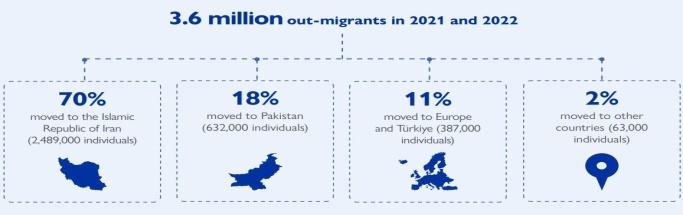 3.6 million out-migrants in 2021 and 2022
70%
moved to the Islamic
Republic of Iran
(2,489,000 individuals)
18%
moved to Pakistan
(632,000 individuals)
11%
moved to Europe
and Türkiye (387,000
individuals)
2%
moved to other
countries (63,000
individuals)